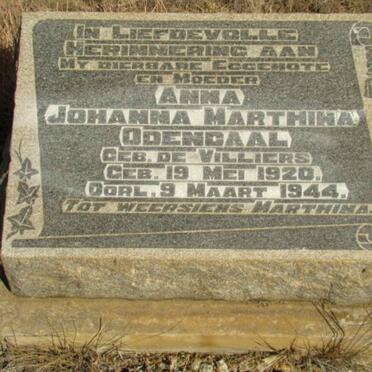 IN LIEFDEVOLLE
HERINNERING AAN
MY DIERBARE EGGENOTE
EN MOEDER
ANNA
JOHANNA MARTHINA
ODENDAAL
GEB. DE VILLIERS
GEB. 19 MEI 1920.
OORL. 9 MAART 1944.
TOT WEERSIENS MARTHINA.